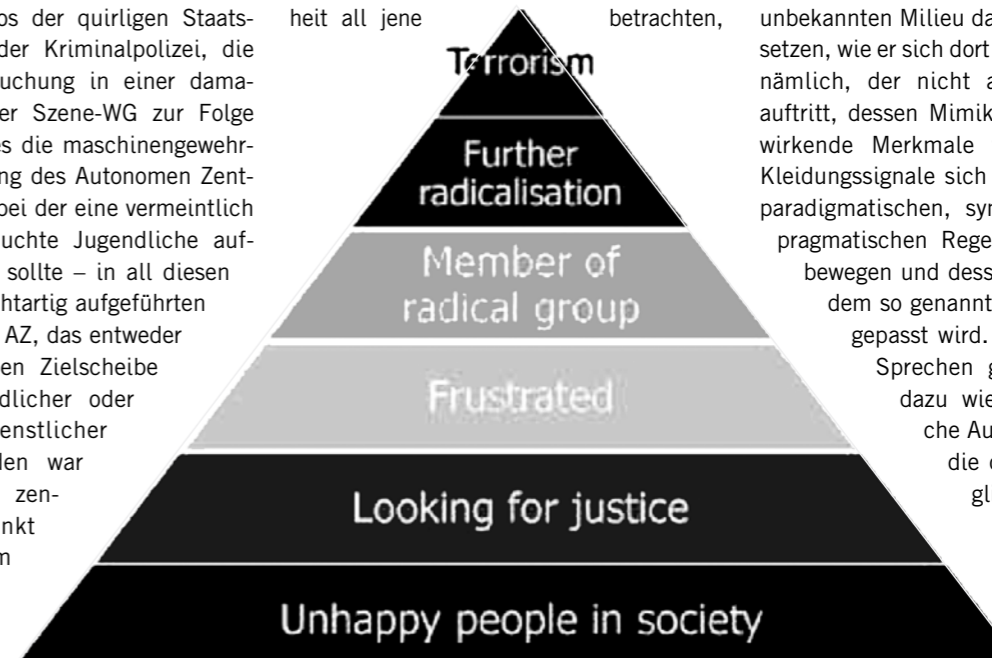 os der quirligen Staats-
der Kriminalpolizei, die
uchung in einer dama-
er Szene-WG zur Folge
es die maschinengewehr-
ng des Autonomen Zent-
bei der eine vermeintlich
uchte Jugendliche auf-
sollte – in all diesen
htartig aufgeführten
AZ, das entweder
en Zielscheibe
dlicher oder
enstlicher
den war
zen-
nkt
m
heit all jene betrachten,
Terrorism
Further
radicalisation
Member of
radical group
Frustrated
Looking for justice
Unhappy people in society
unbekannten Milieu da
setzen, wie er sich dort
nämlich, der nicht a
auftritt, dessen Mimik
wirkende Merkmale
Kleidungssignale sich
paradigmatischen, syn
pragmatischen Rege
bewegen und dess
dem so genannt
gepasst wird.
Sprechen g
dazu wie
che Au
die d
gl